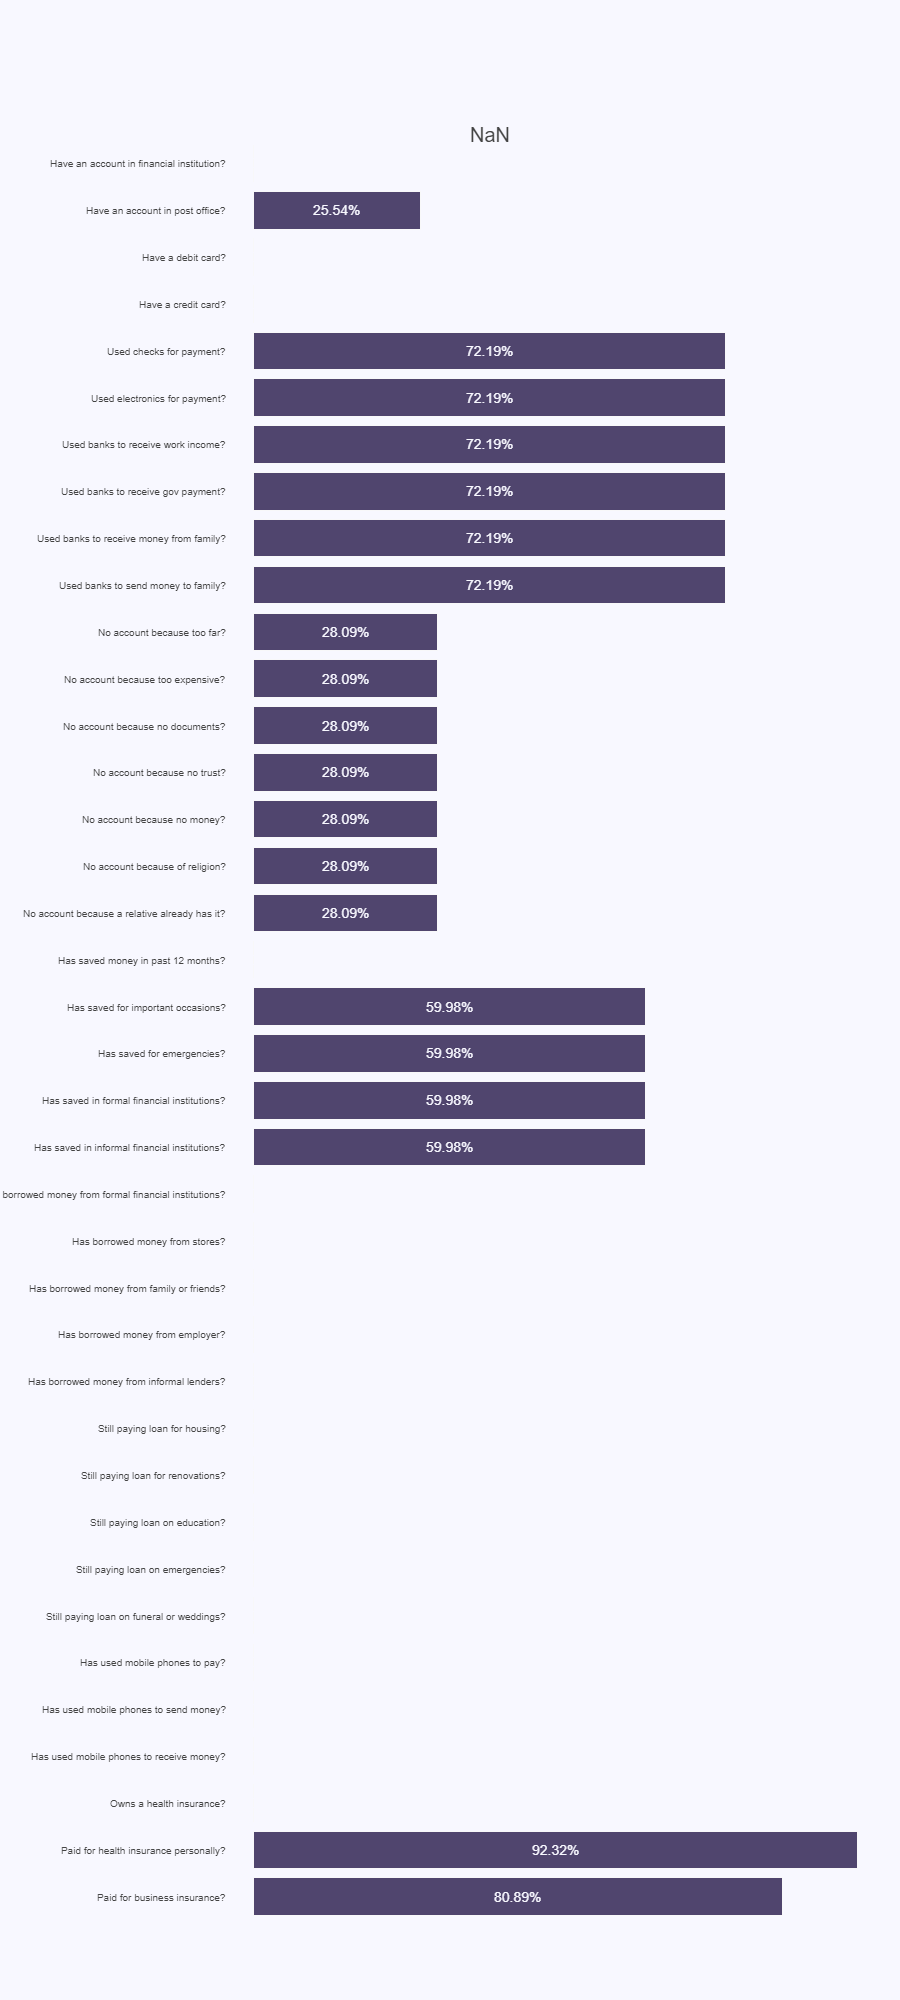 NaN
Have an account in financial institution?
Have an account in post office? 25.54%
Have a debit card?
Have a credit card?
Used checks for payment? 72.19%
Used electronics for payment? 72.19%
Used banks to receive work income? 72.19%
Used banks to receive gov payment? 72.19%
Used banks to receive money from family? 72.19%
Used banks to send money to family? 72.19%
No account because too far? 28.09%
No account because too expensive? 28.09%
No account because no documents? 28.09%
No account because no trust? 28.09%
No account because no money? 28.09%
No account because of religion? 28.09%
No account because a relative already has it? 28.09%
Has saved money in past 12 months?
Has saved for important occasions? 59.98%
Has saved for emergencies? 59.98%
Has saved in formal financial institutions? 59.98%
Has saved in informal financial institutions? 59.98%
borrowed money from formal financial institutions?
Has borrowed money from stores?
Has borrowed money from family or friends?
Has borrowed money from employer?
Has borrowed money from informal lenders?
Still paying loan for housing?
Still paying loan for renovations?
Still paying loan on education?
Still paying loan on emergencies?
Still paying loan on funeral or weddings?
Has used mobile phones to pay?
Has used mobile phones to send money?
Has used mobile phones to receive money?
Owns a health insurance?
Paid for health insurance personally? 92.32%
Paid for business insurance? 80.89%